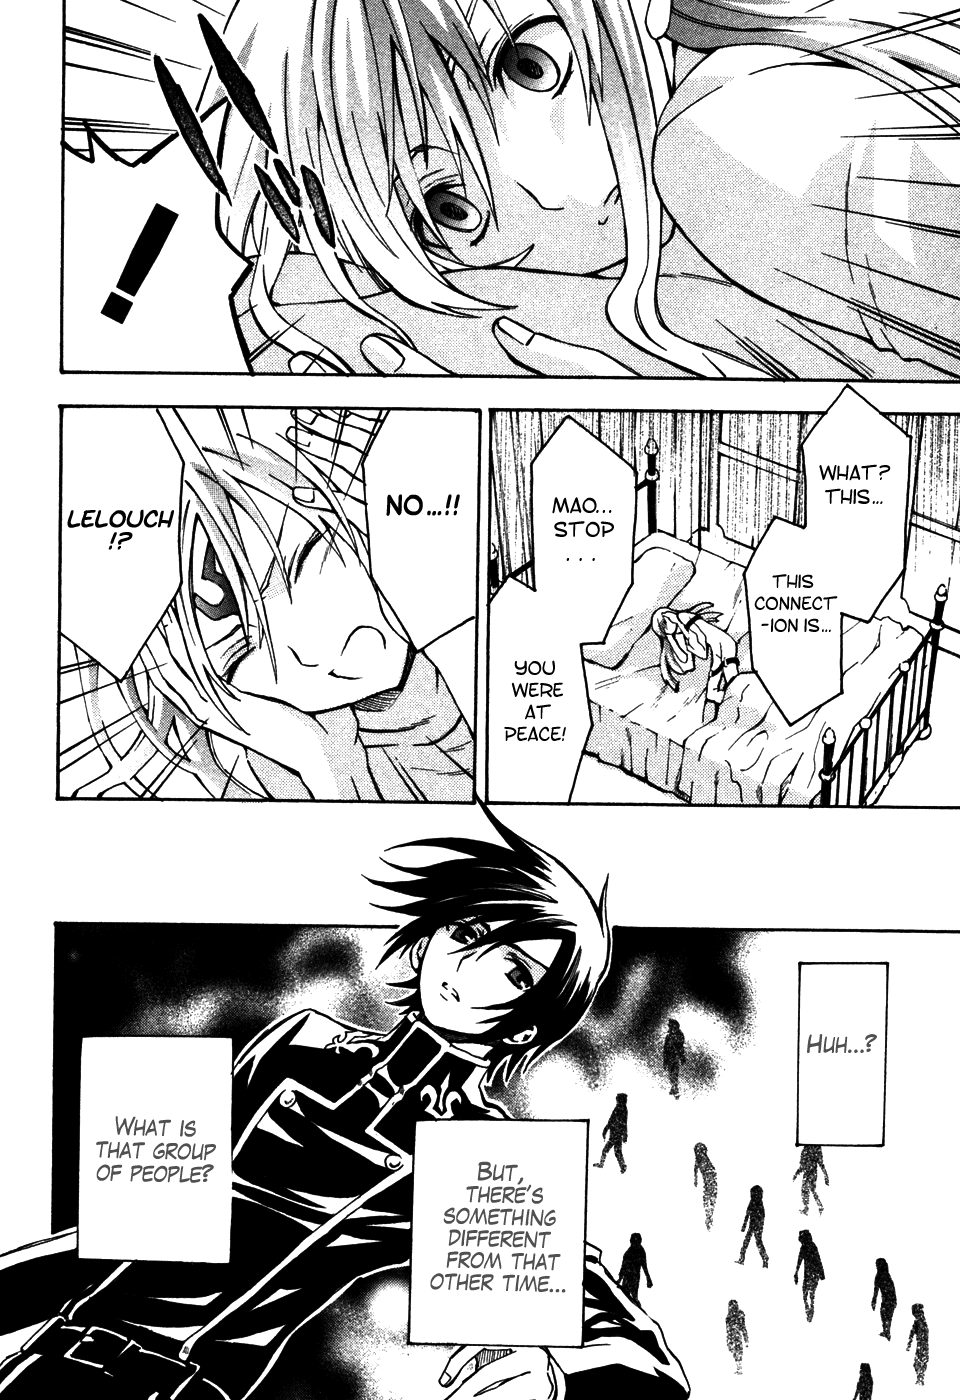 !
WHAT?
THIS...
THIS
CONNECT
-ION IS...
MAO...
STOP
. . .
YOU
WERE
AT
PEACE!
NO...!!
LELOUCH
!?
HUH...?
BUT,
THERE'S
SOMETHING
DIFFERENT
FROM THAT
OTHER TIME...
WHAT IS
THAT GROUP
OF PEOPLE?